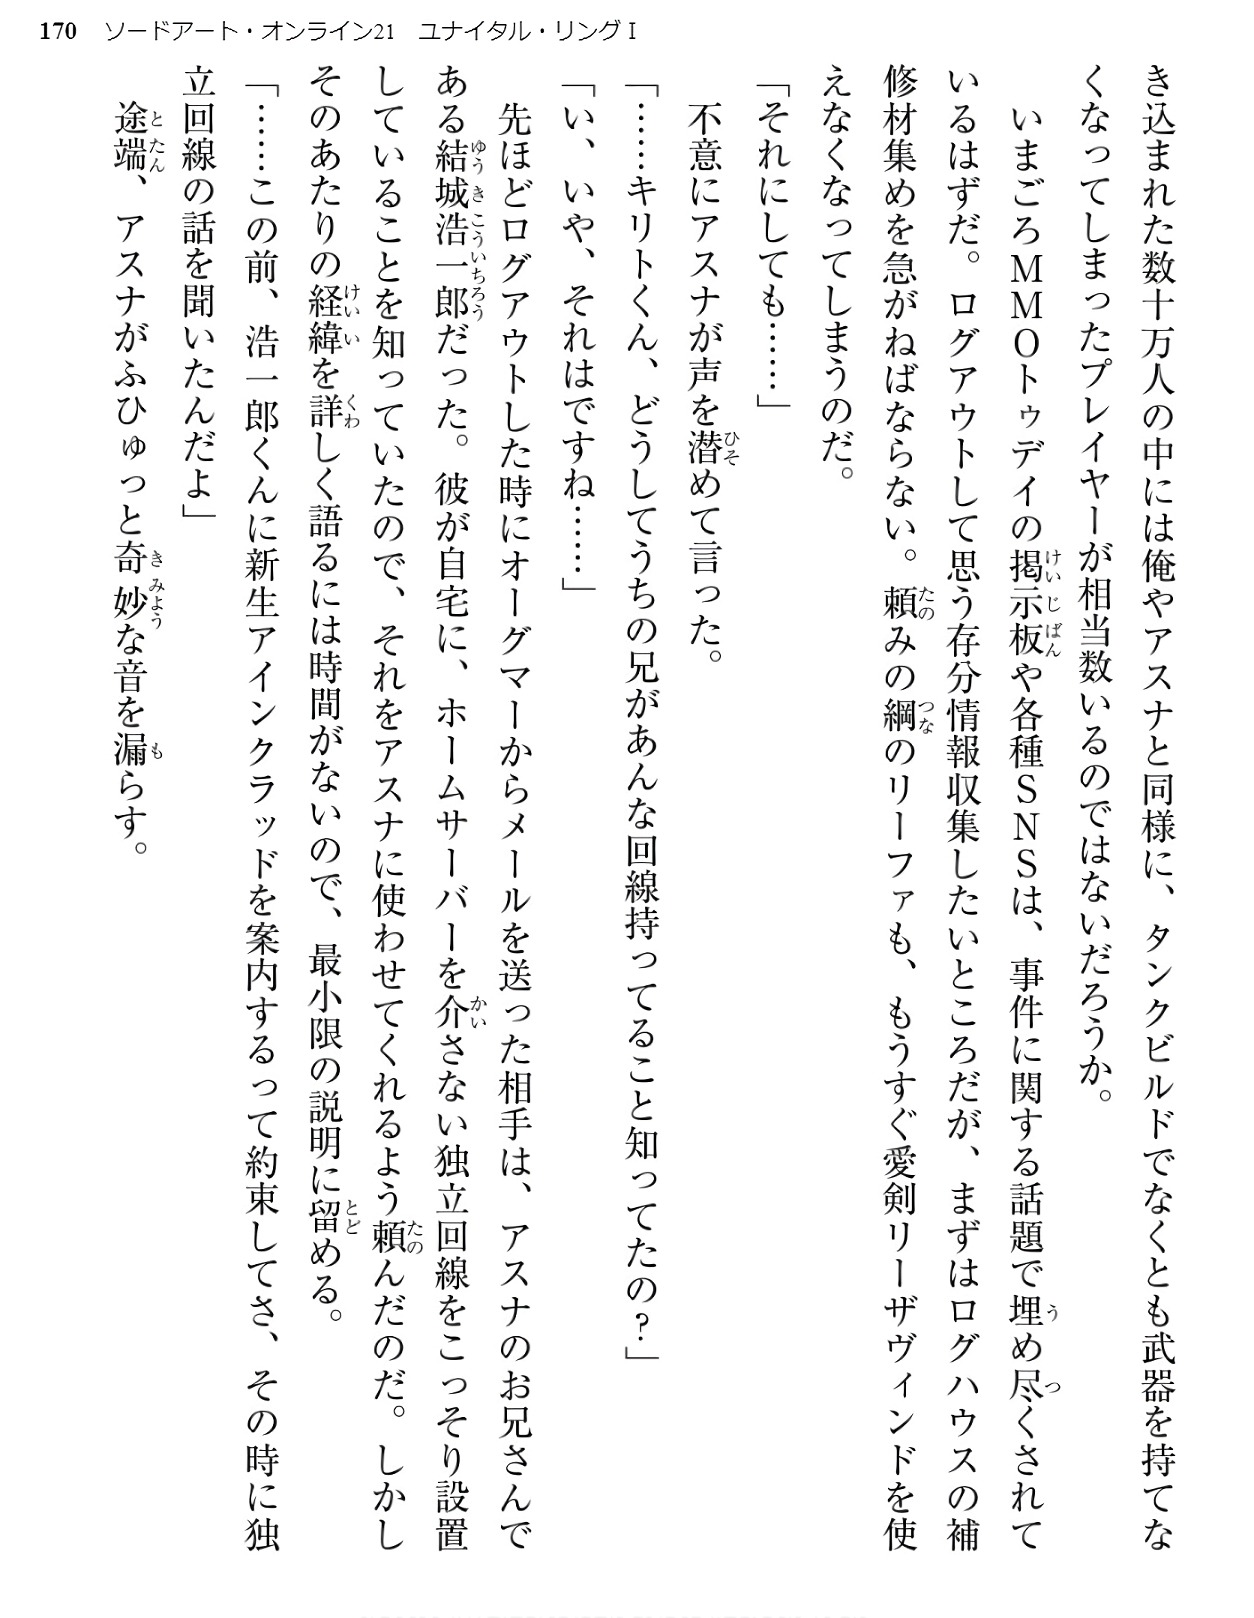 170 ソードアート・オンライン21 ユナイタル・リングⅠ
き込まれた数十万人の中には俺やアスナと同様に、タンクビルドでなくとも武器を持てな
くなってしまったプレイヤーが相当数いるのではないだろうか。
いまごろMMOトゥデイの掲示板や各種SNSは、事件に関する話題で埋め尽くされて
いるはずだ。ログアウトして思う存分情報収集したいところだが、まずはログハウスの補
修材集めを急がねばならない。頼みの綱のリーファも、もうすぐ愛剣リーザヴィンドを使
えなくなってしまうのだ。
「それにしても……」
不意にアスナが声を潜めて言った。
「……キリトくん、どうしてうちの兄があんな回線持ってること知ってたの?」
「い、いや、それはですね……」
先ほどログアウトした時にオーグマーからメールを送った相手は、アスナのお兄さんで
ある結城浩一郎だった。彼が自宅に、ホームサーバーを介さない独立回線をこっそり設置
していることを知っていたので、それをアスナに使わせてくれるよう頼んだのだ。しかし
そのあたりの経緯を詳しく語るには時間がないので、最小限の説明に留める。
「……この前、浩一郎くんに新生アインクラッドを案内するって約束してさ、その時に独
立回線の話を聞いたんだよ」
途端、アスナがふひゅっと奇妙な音を漏らす。